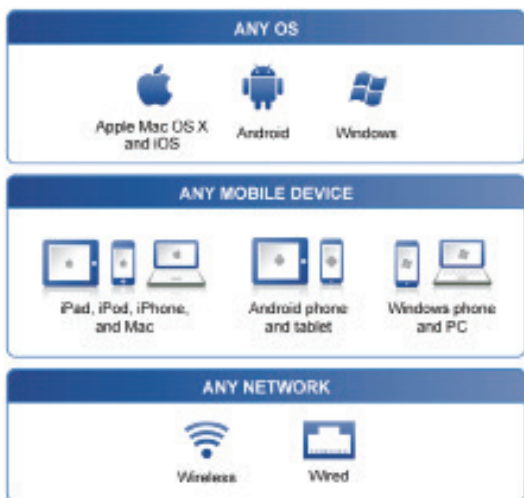 ANY OS
Apple Mac OS X
and iOS
Android
Windows
ANY MOBILE DEVICE
iPad, iPod, iPhone,
and Mac
Android phone
and tablet
Windows phone
and PC
ANY NETWORK
Wireless
Wired